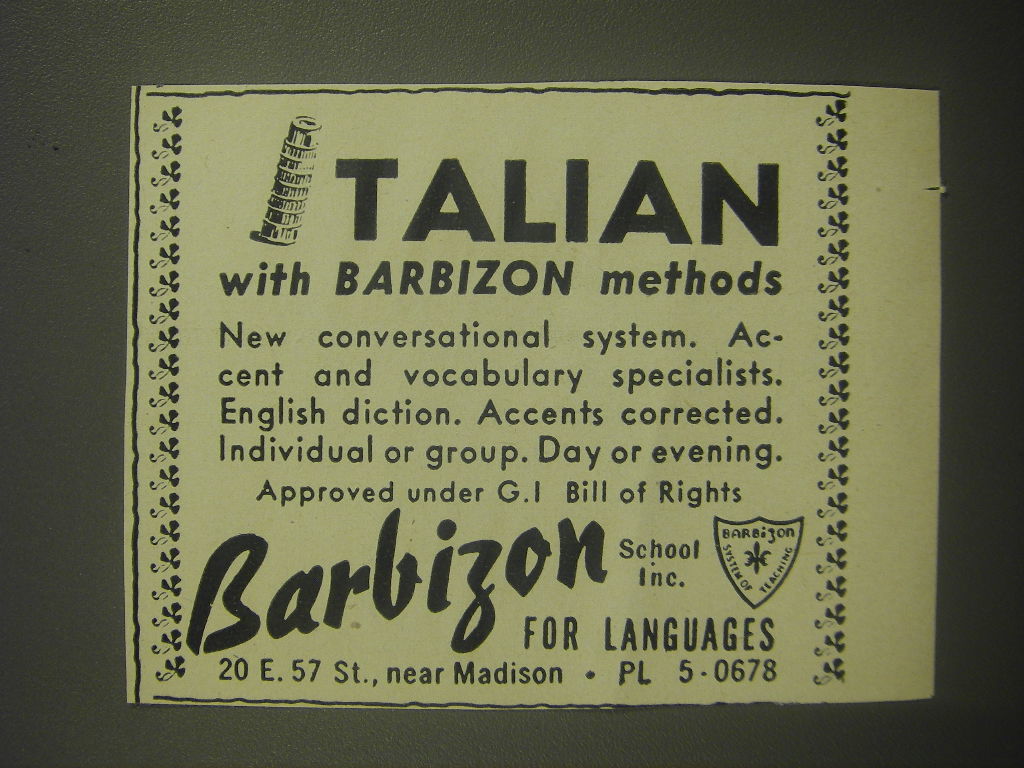 ITALIAN
with BARBIZON methods
New conversational system. Ac-
cent and vocabulary specialists.
English diction. Accents corrected.
Individual or group. Day or evening.
Approved under G.I Bill of Rights
Barbizon School Inc.
BARBizon
SYSTEM OF TEACHING
FOR LANGUAGES
20 E. 57 St., near Madison • PL 5-0678